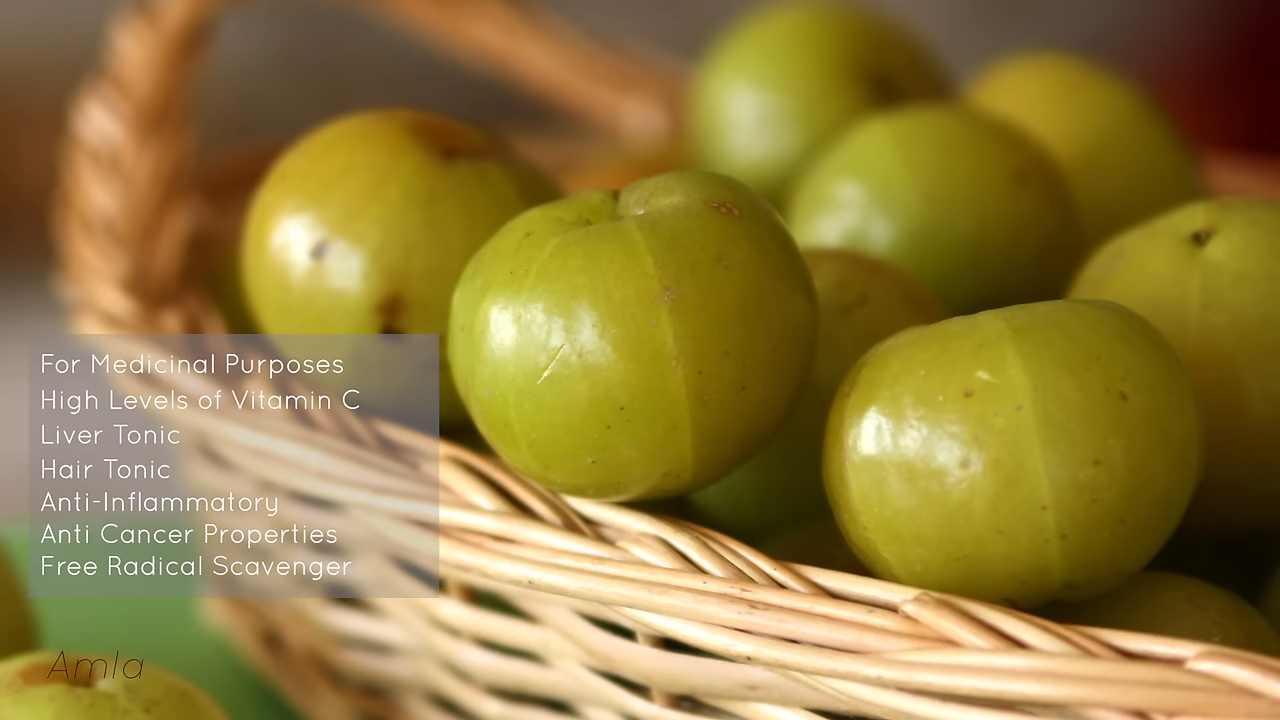 For Medicinal Purposes
High Levels of Vitamin C
Liver Tonic
Hair Tonic
Anti-Inflammatory
Anti Cancer Properties
Free Radical Scavenger
Amla